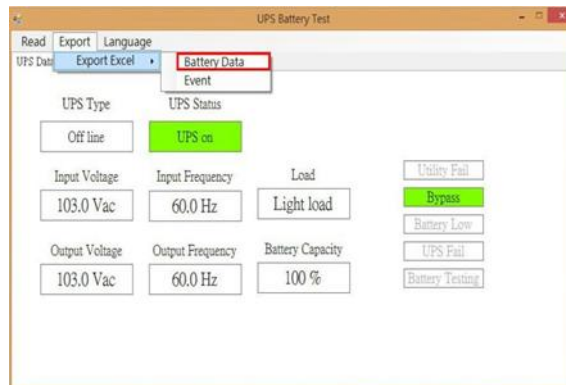 UPS Battery Test
Read Export Language
UPS Data Export Excel Battery Data
Event
UPS Type UPS Status
Off line UPS on
Input Voltage Input Frequency Load Utility Fail
103.0 Vac 60.0 Hz Light load Bypass
Battery Low
Output Voltage Output Frequency Battery Capacity UPS Fail
103.0 Vac 60.0 Hz 100 % Battery Testing